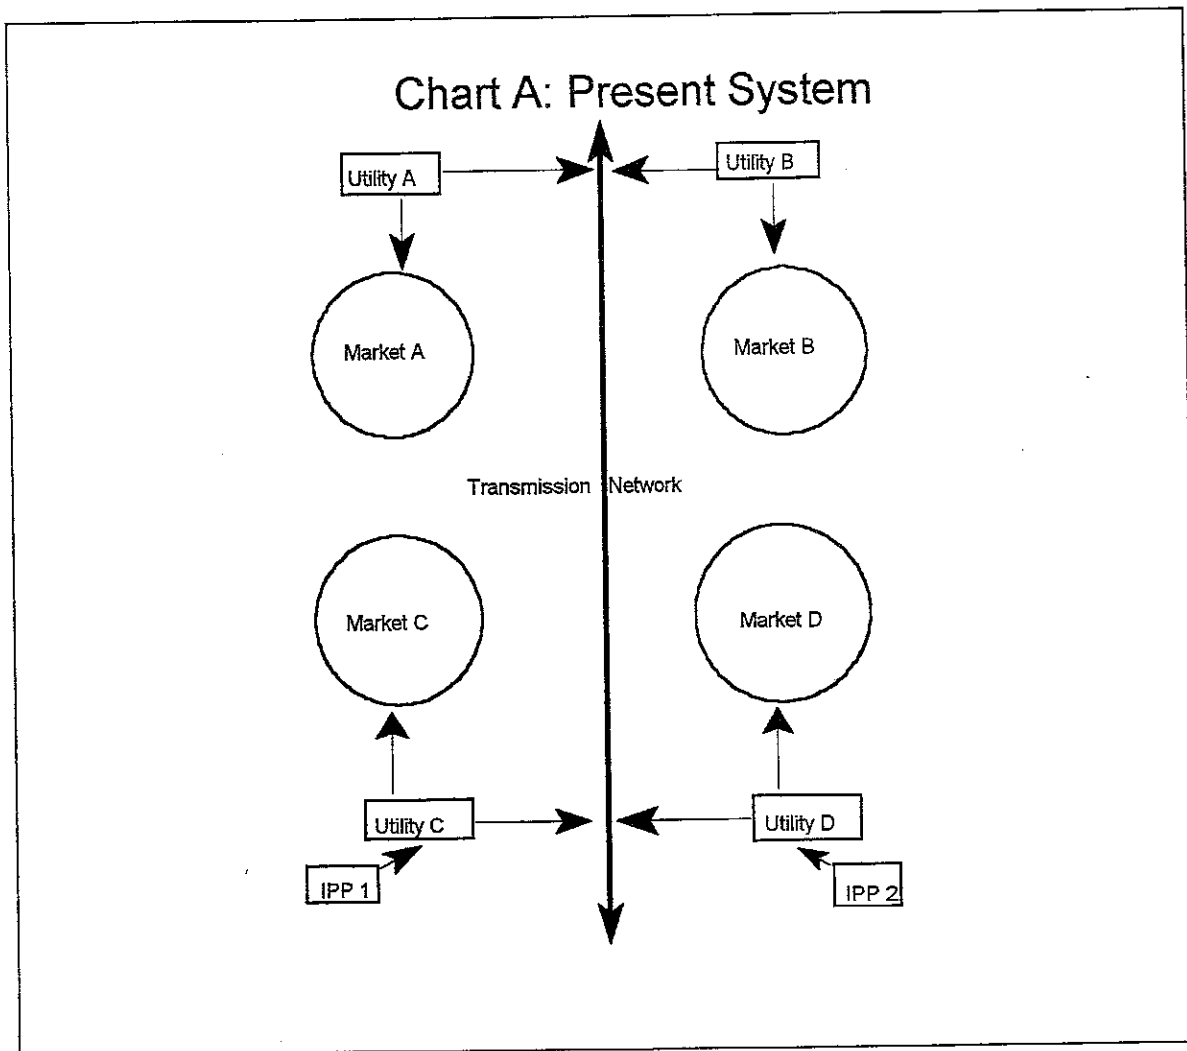 Chart A: Present System
Utility A
Utility B
Market A
Market B
Transmission Network
Market C
Market D
Utility C
Utility D
IPP 1
IPP 2